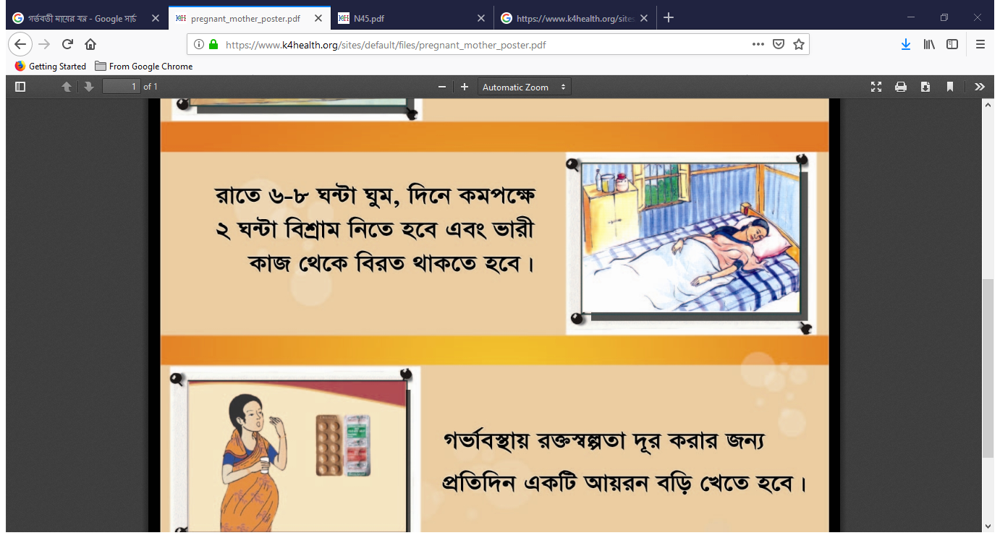 গর্ভবতী মায়ের যত্ন - Google সার্চ
pregnant_mother_poster.pdf
N45.pdf
https://www.k4health.org/sites
https://www.k4health.org/sites/default/files/pregnant_mother_poster.pdf
Getting Started
From Google Chrome
1 of 1
Automatic Zoom
রাতে ৬-৮ ঘন্টা ঘুম, দিনে কমপক্ষে
২ ঘন্টা বিশ্রাম নিতে হবে এবং ভারী
কাজ থেকে বিরত থাকতে হবে।
গর্ভাবস্থায় রক্তস্বল্পতা দূর করার জন্য
প্রতিদিন একটি আয়রন বড়ি খেতে হবে।